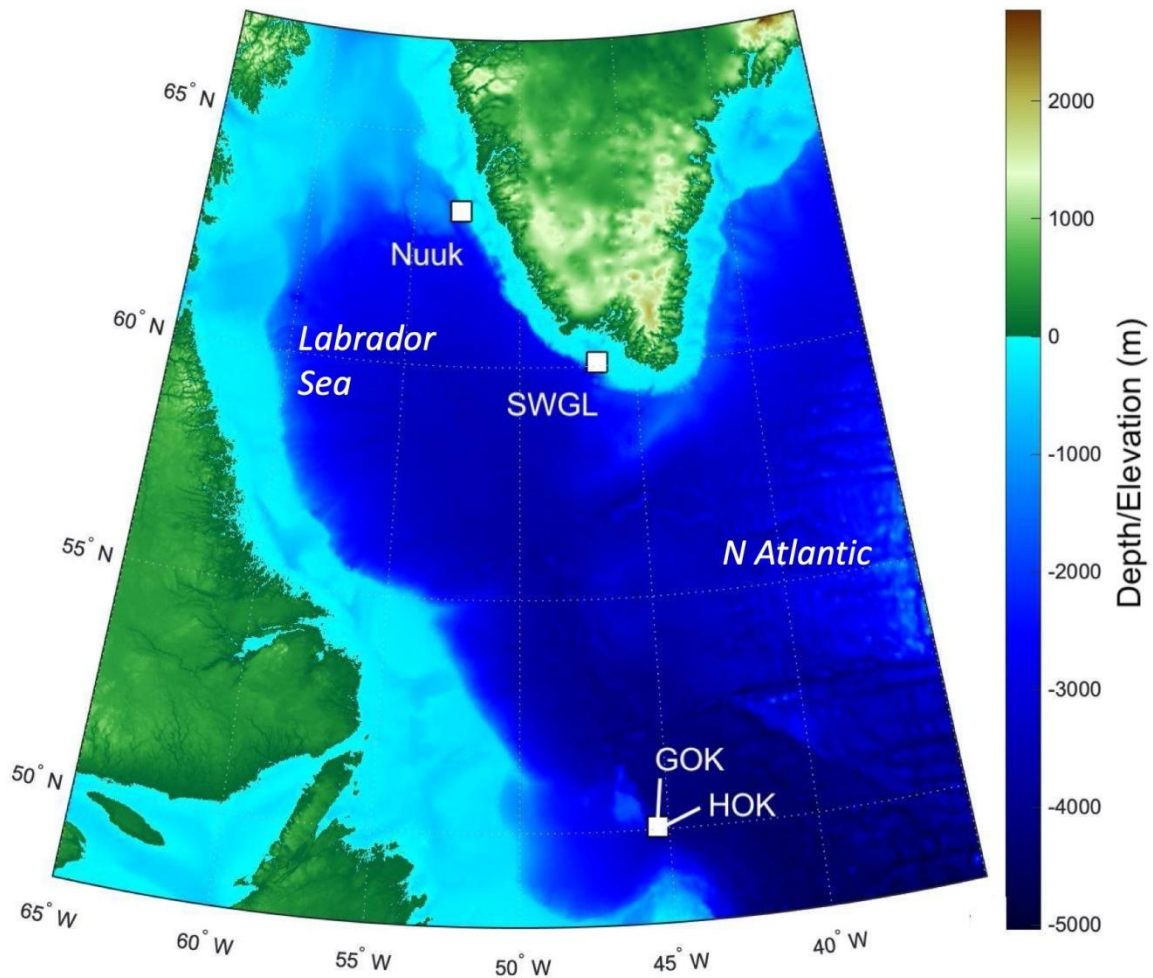 65° N
60° N
55° N
50° N
65° W
60° W
55° W
50° W
45° W
40° W
Nuuk
Labrador
Sea
SWGL
N Atlantic
GOK
HOK
2000
1000
0
-1000
-2000
-3000
-4000
-5000
Depth/Elevation (m)